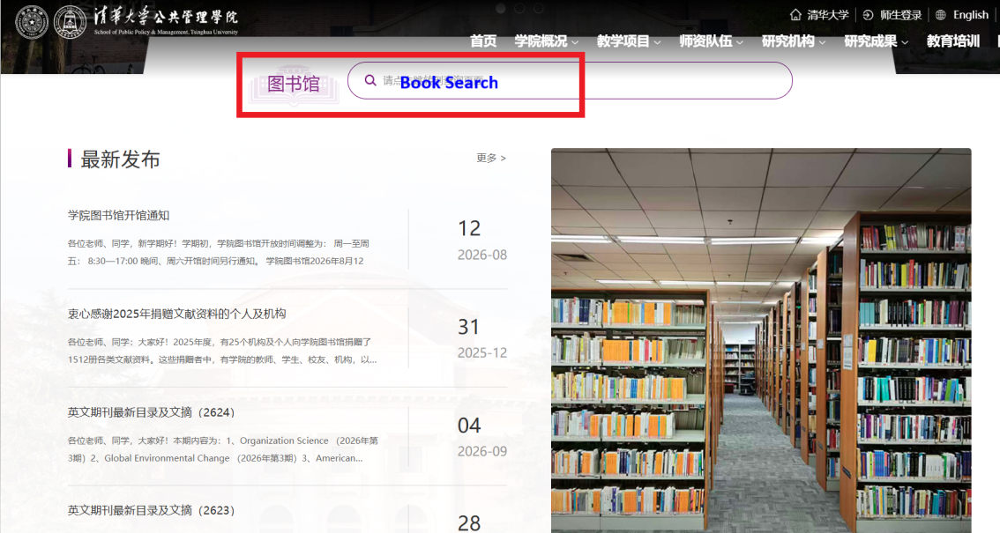 清华大学公共管理学院
School of Public Policy & Management, Tsinghua University
清华大学
师生登录
English
首页 学院概况 教学项目 师资队伍 研究机构 研究成果 教育培训
图书馆
请点
Book Search
最新发布
更多 >
学院图书馆开馆通知
各位老师、同学，新学期好！学期初，学院图书馆开放时间调整为： 周一至周
五： 8:30—17:00 晚间、周六开馆时间另行通知。 学院图书馆2026年8月12
12
2026-08
衷心感谢2025年捐赠文献资料的个人及机构
各位老师、同学：大家好！2025年度，有25个机构及个人向学院图书馆捐赠了
1512册各类文献资料。这些捐赠者中，有学院的教师、学生、校友、机构，以...
31
2025-12
英文期刊最新目录及文摘（2624）
各位老师、同学，大家好！本期内容为：1、Organization Science （2026年第
3期）2、Global Environmental Change （2026年第3期）3、American...
04
2026-09
英文期刊最新目录及文摘（2623）
28